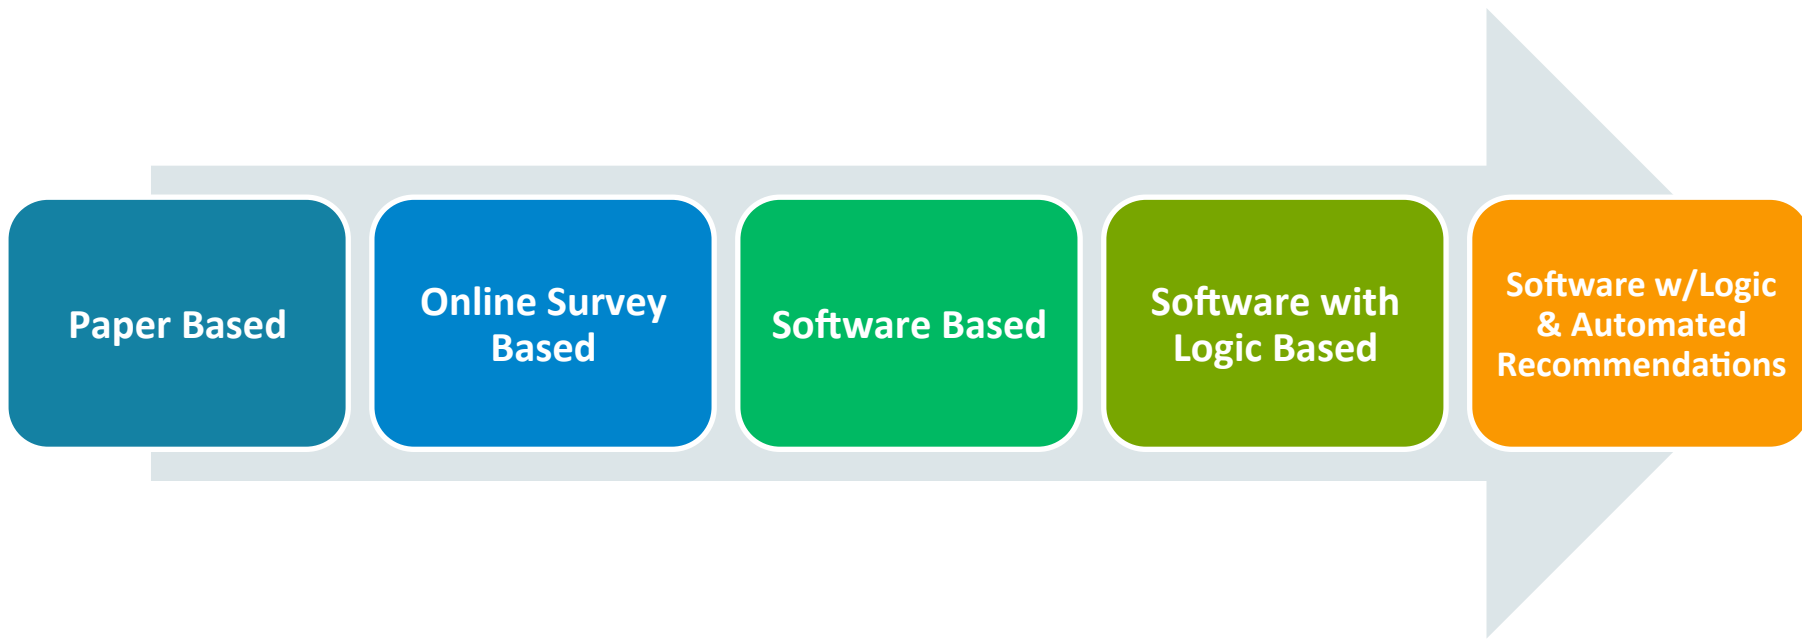 Paper Based
Online Survey
Based
Software Based
Software with
Logic Based
Software w/Logic
& Automated
Recommendations